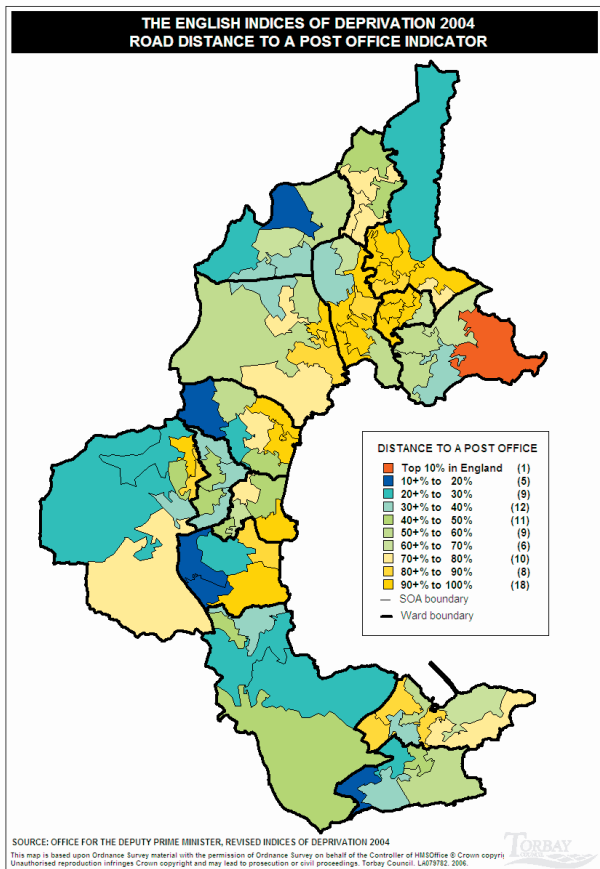 THE ENGLISH INDICES OF DEPRIVATION 2004
ROAD DISTANCE TO A POST OFFICE INDICATOR
DISTANCE TO A POST OFFICE
Top 10% in England (1)
10+% to 20% (5)
20+% to 30% (9)
30+% to 40% (12)
40+% to 50% (11)
50+% to 60% (9)
60+% to 70% (6)
70+% to 80% (10)
80+% to 90% (8)
90+% to 100% (18)
SOA boundary
Ward boundary
SOURCE: OFFICE FOR THE DEPUTY PRIME MINISTER, REVISED INDICES OF DEPRIVATION 2004
This map is based upon Ordnance Survey material with the permission of Ordnance Survey on behalf of the Controller of HMSOffice © Crown copyri
Unauthorised reproduction infringes Crown copyright and may lead to prosecution or civil proceedings. Torbay Council. LA079782. 2006.
TORBAY